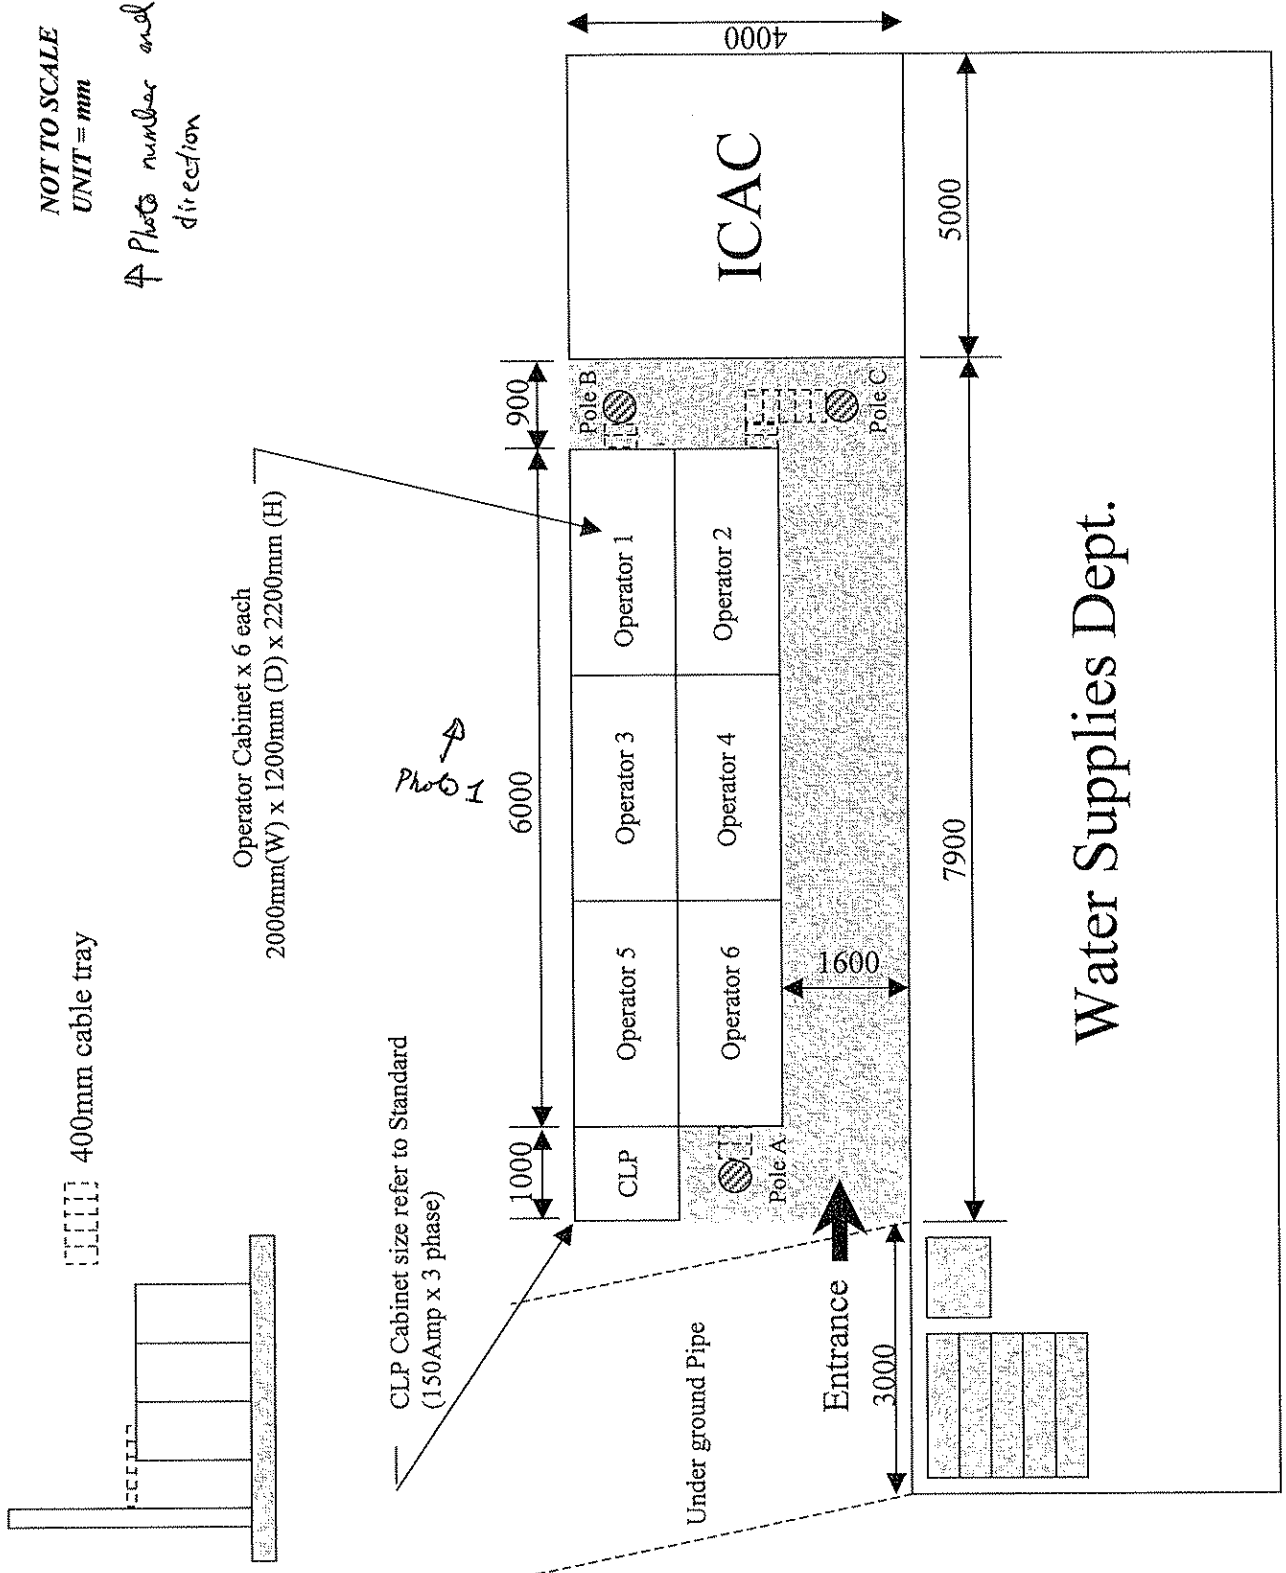 400mm cable tray
NOT TO SCALE
UNIT = mm
Photo number and
direction
Operator Cabinet x 6 each
2000mm(W) x 1200mm (D) x 2200mm (H)
CLP Cabinet size refer to Standard
(150Amp x 3 phase)
Photo 1
1000
6000
900
4000
CLP
Operator 5
Operator 3
Operator 1
Pole B
Operator 6
Operator 4
Operator 2
Pole A
Pole C
ICAC
Under ground Pipe
Entrance
1600
3000
7900
5000
Water Supplies Dept.